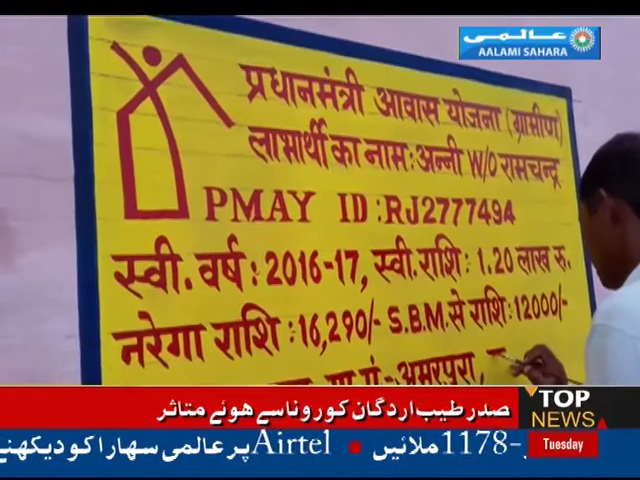 عالمی
AALAMI SAHARA
प्रधानमंत्री आवास योजना (ग्रामीण)
लाभार्थी का नाम: अन्नी W/O रामचन्द्र
PMAY ID : RJ2777494
स्वी. वर्ष : 2016-17, स्वी. राशि : 1.20 लाख रु.
नरेगा राशि : 16,290/- S.B.M. से राशि : 12000/-
अमरपुरा,
صدر طیب اردگان کورونا سے ہوئے متاثر
TOP
NEWS
Tuesday
1178- ملائیں ■ Airtel پر عالمی سہارا کو دیکھنے